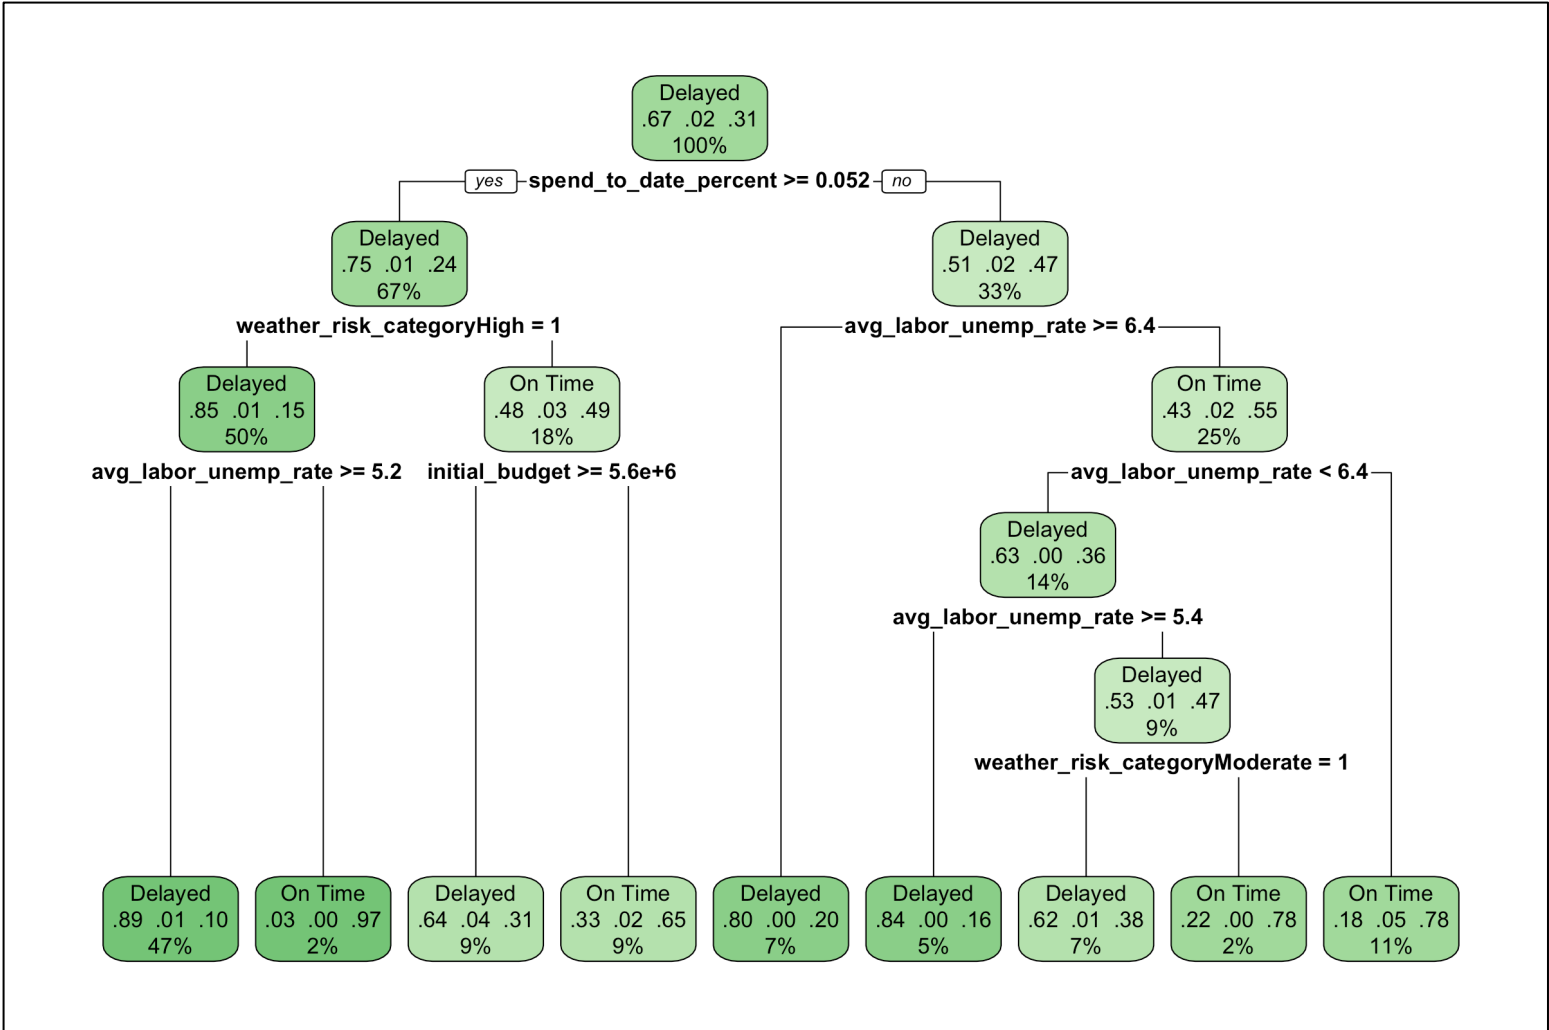 Delayed
.67 .02 .31
100%
yes spend_to_date_percent >= 0.052 no
Delayed
.75 .01 .24
67%
Delayed
.51 .02 .47
33%
weather_risk_categoryHigh = 1
avg_labor_unemp_rate >= 6.4
Delayed
.85 .01 .15
50%
On Time
.48 .03 .49
18%
On Time
.43 .02 .55
25%
avg_labor_unemp_rate >= 5.2
initial_budget >= 5.6e+6
avg_labor_unemp_rate < 6.4
Delayed
.63 .00 .36
14%
avg_labor_unemp_rate >= 5.4
Delayed
.53 .01 .47
9%
weather_risk_categoryModerate = 1
Delayed
.89 .01 .10
47%
On Time
.03 .00 .97
2%
Delayed
.64 .04 .31
9%
On Time
.33 .02 .65
9%
Delayed
.80 .00 .20
7%
Delayed
.84 .00 .16
5%
Delayed
.62 .01 .38
7%
On Time
.22 .00 .78
2%
On Time
.18 .05 .78
11%